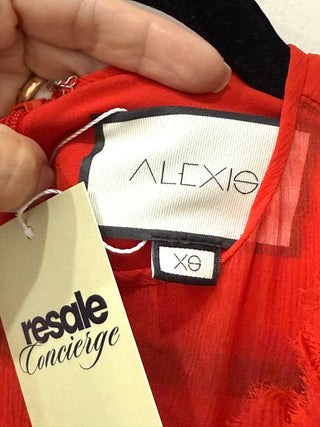 ALEXIS
XS
resale
Concierge